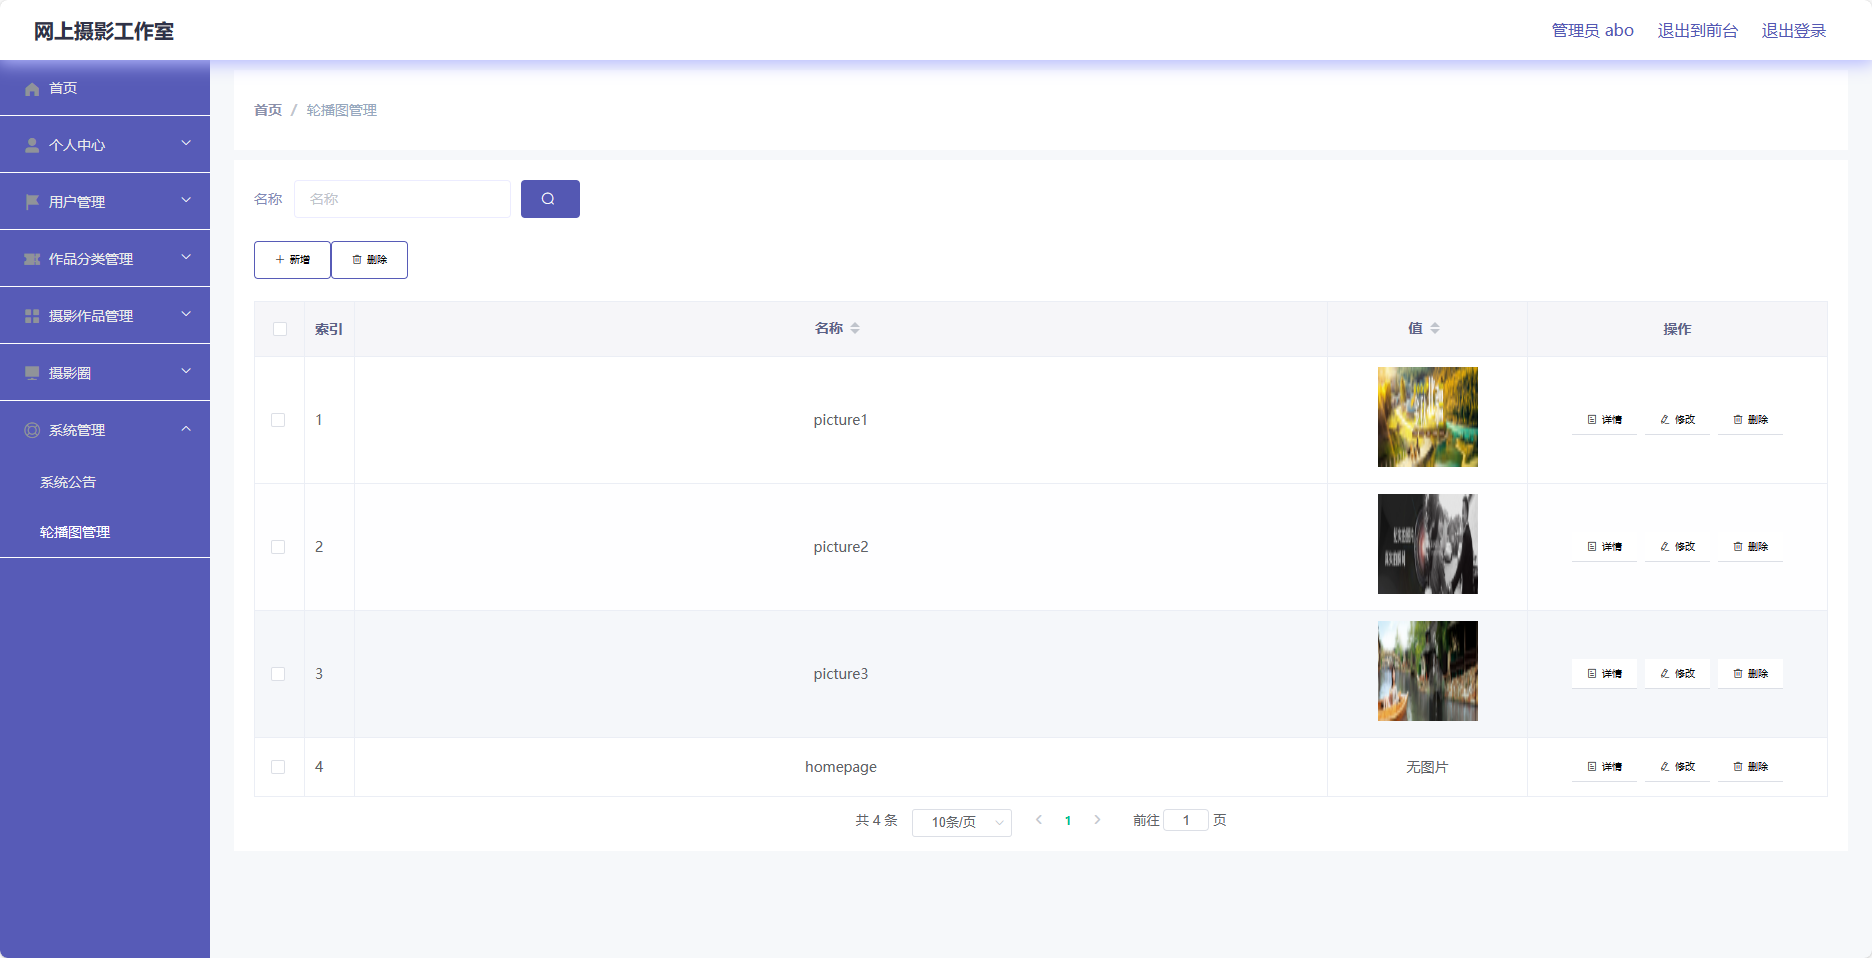 网上摄影工作室
管理员 abo 退出到前台 退出登录
首页
个人中心
用户管理
作品分类管理
摄影作品管理
摄影圈
系统管理
系统公告
轮播图管理
首页 / 轮播图管理
名称 名称
新增 删除
索引 名称 值 操作
1 picture1 详情 修改 删除
2 picture2 详情 修改 删除
3 picture3 详情 修改 删除
4 homepage 无图片 详情 修改 删除
共 4 条 10条/页 1 前往 1 页